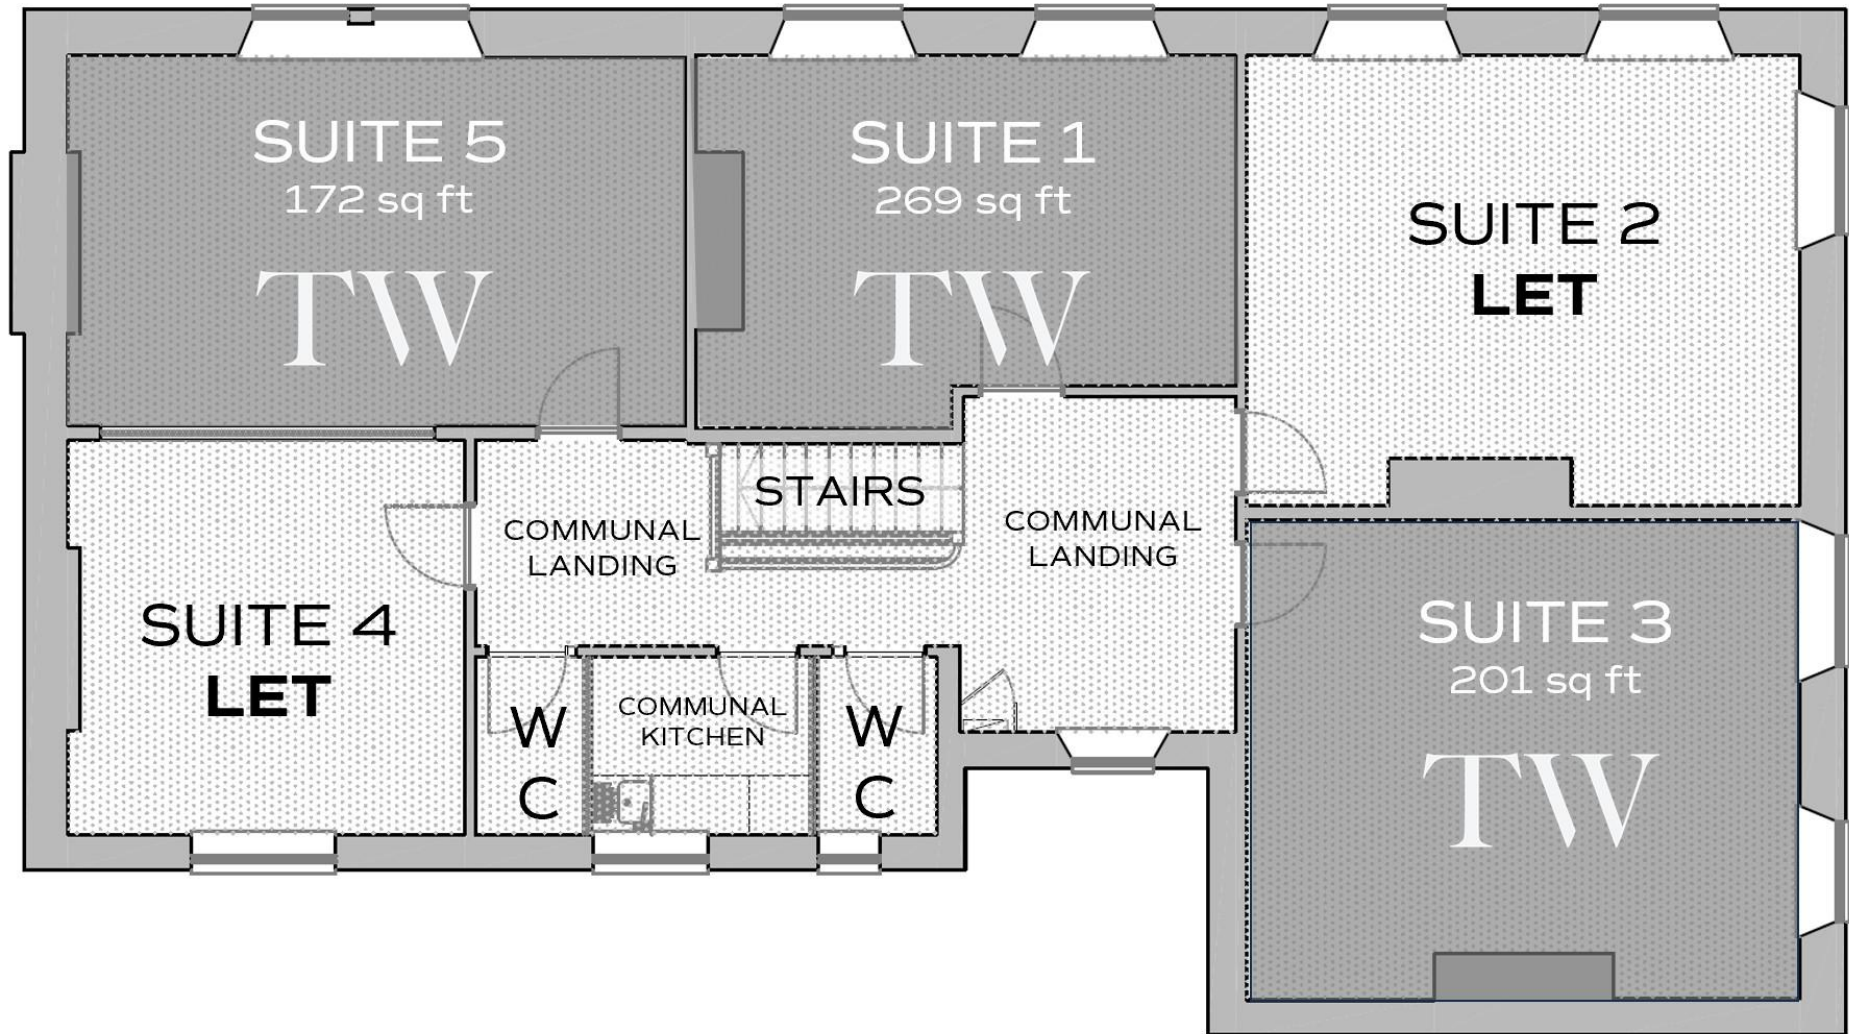 SUITE 5
172 sq ft
TW
SUITE 1
269 sq ft
TW
SUITE 2
LET
STAIRS
COMMUNAL
LANDING
COMMUNAL
LANDING
SUITE 4
LET
W
C
COMMUNAL
KITCHEN
W
C
SUITE 3
201 sq ft
TW